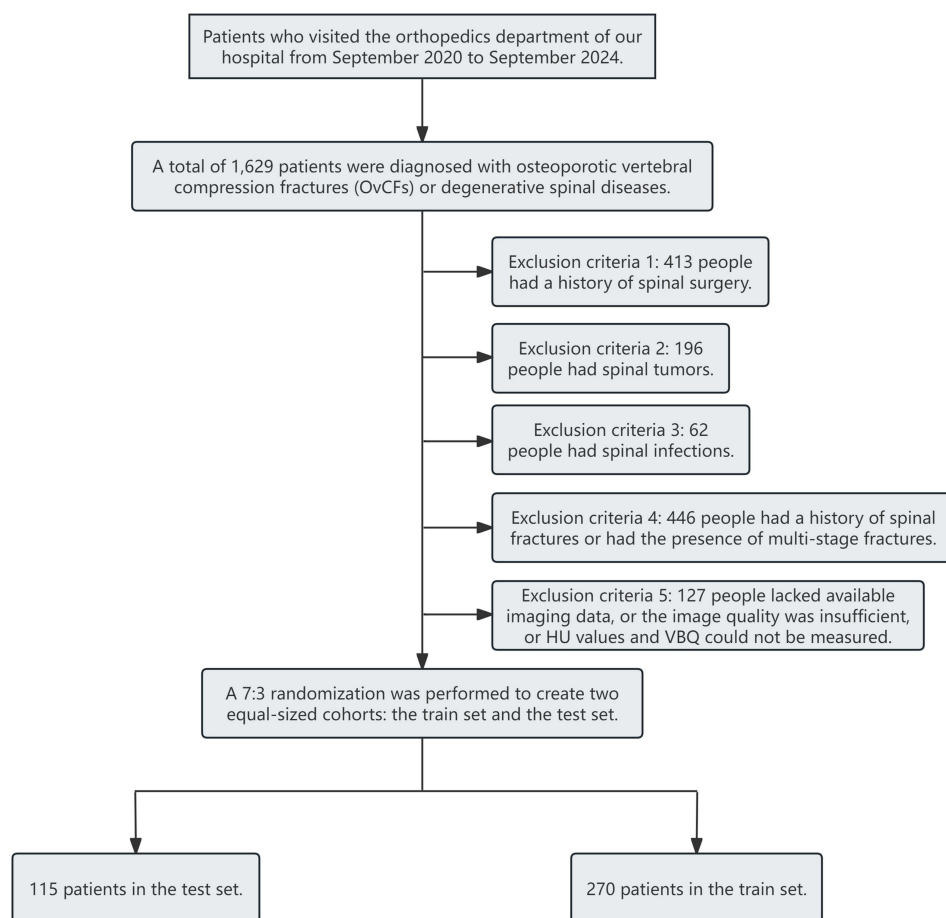 Patients who visited the orthopedics department of our
hospital from September 2020 to September 2024.
A total of 1,629 patients were diagnosed with osteoporotic vertebral
compression fractures (OvCFs) or degenerative spinal diseases.
Exclusion criteria 1: 413 people
had a history of spinal surgery.
Exclusion criteria 2: 196
people had spinal tumors.
Exclusion criteria 3: 62
people had spinal infections.
Exclusion criteria 4: 446 people had a history of spinal
fractures or had the presence of multi-stage fractures.
Exclusion criteria 5: 127 people lacked available
imaging data, or the image quality was insufficient,
or HU values and VBQ could not be measured.
A 7:3 randomization was performed to create two
equal-sized cohorts: the train set and the test set.
115 patients in the test set.
270 patients in the train set.